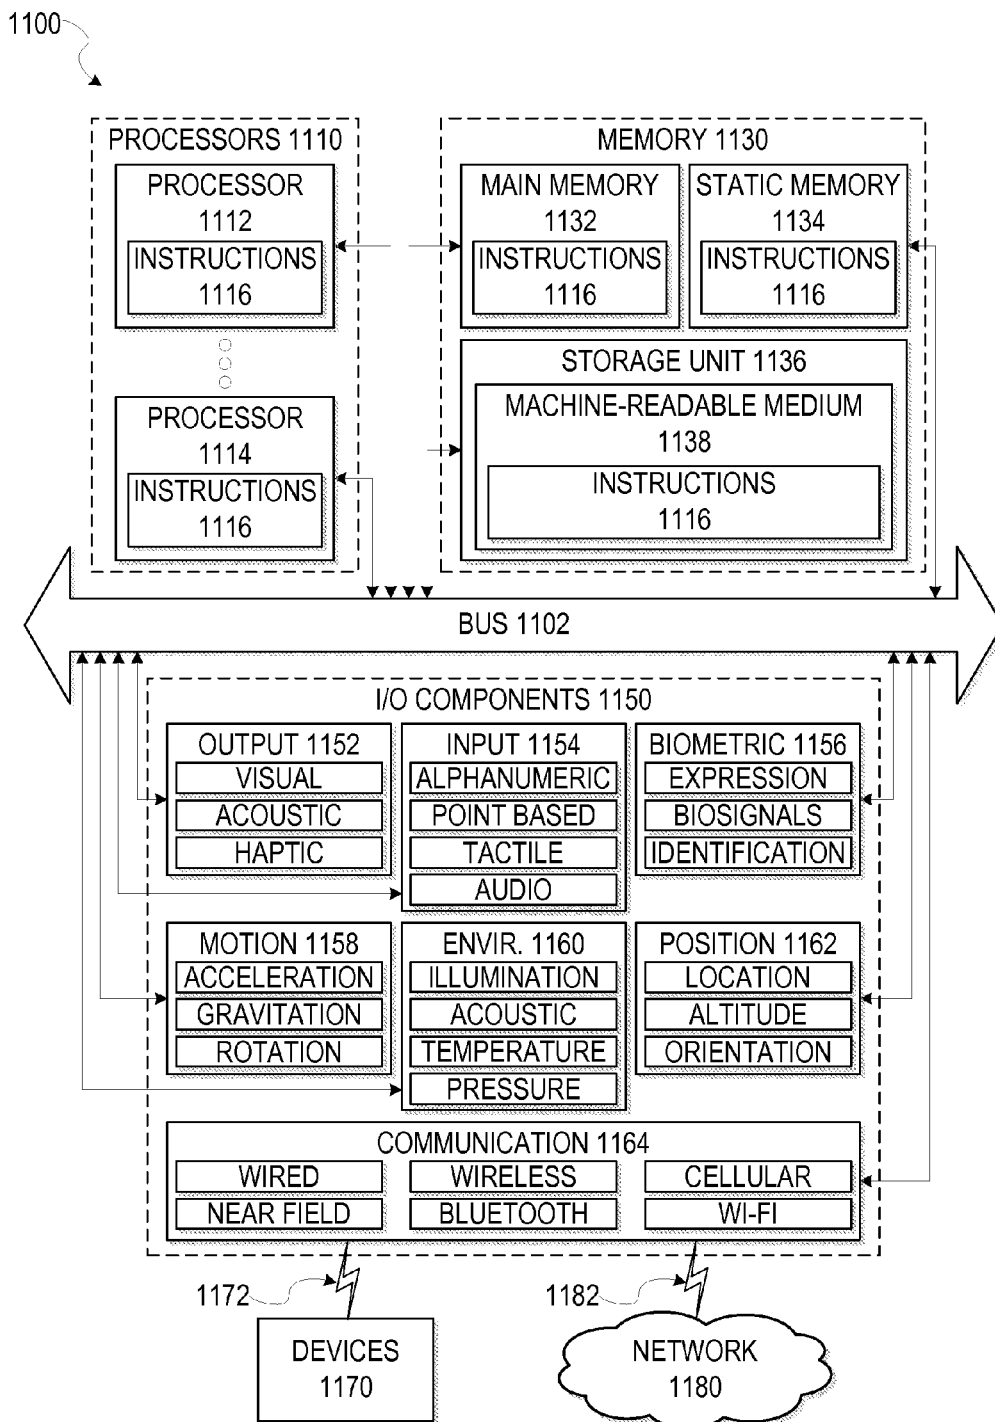 1100
PROCESSORS 1110
PROCESSOR
1112
INSTRUCTIONS
1116
PROCESSOR
1114
INSTRUCTIONS
1116
MEMORY 1130
MAIN MEMORY
1132
INSTRUCTIONS
1116
STATIC MEMORY
1134
INSTRUCTIONS
1116
STORAGE UNIT 1136
MACHINE-READABLE MEDIUM
1138
INSTRUCTIONS
1116
BUS 1102
I/O COMPONENTS 1150
OUTPUT 1152
VISUAL
ACOUSTIC
HAPTIC
INPUT 1154
ALPHANUMERIC
POINT BASED
TACTILE
AUDIO
BIOMETRIC 1156
EXPRESSION
BIOSIGNALS
IDENTIFICATION
MOTION 1158
ACCELERATION
GRAVITATION
ROTATION
ENVIR. 1160
ILLUMINATION
ACOUSTIC
TEMPERATURE
PRESSURE
POSITION 1162
LOCATION
ALTITUDE
ORIENTATION
COMMUNICATION 1164
WIRED
WIRELESS
CELLULAR
NEAR FIELD
BLUETOOTH
WI-FI
1172
1182
DEVICES
1170
NETWORK
1180